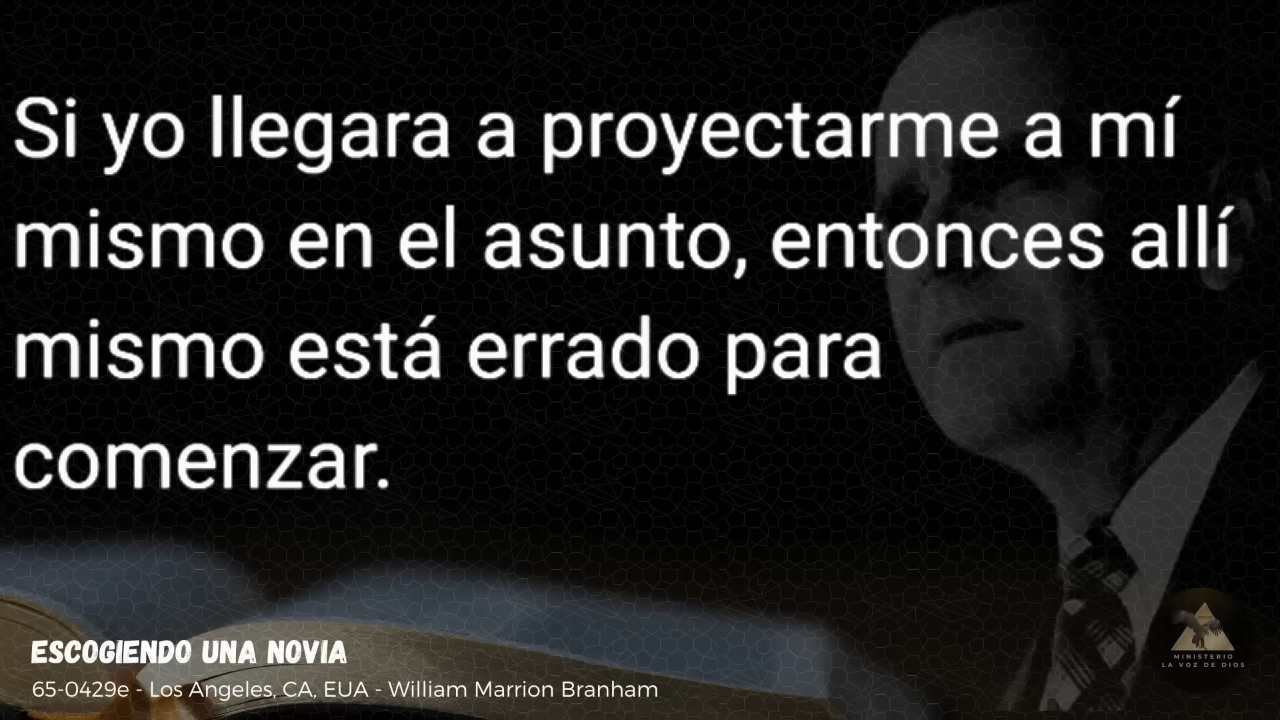 Si yo llegara a proyectarme a mí
mismo en el asunto, entonces allí
mismo está errado para
comenzar.
ESCOGIENDO UNA NOVIA
65-0429e - Los Angeles, CA, EUA - William Marrion Branham
MINISTERIO
LA VOZ DE DIOS